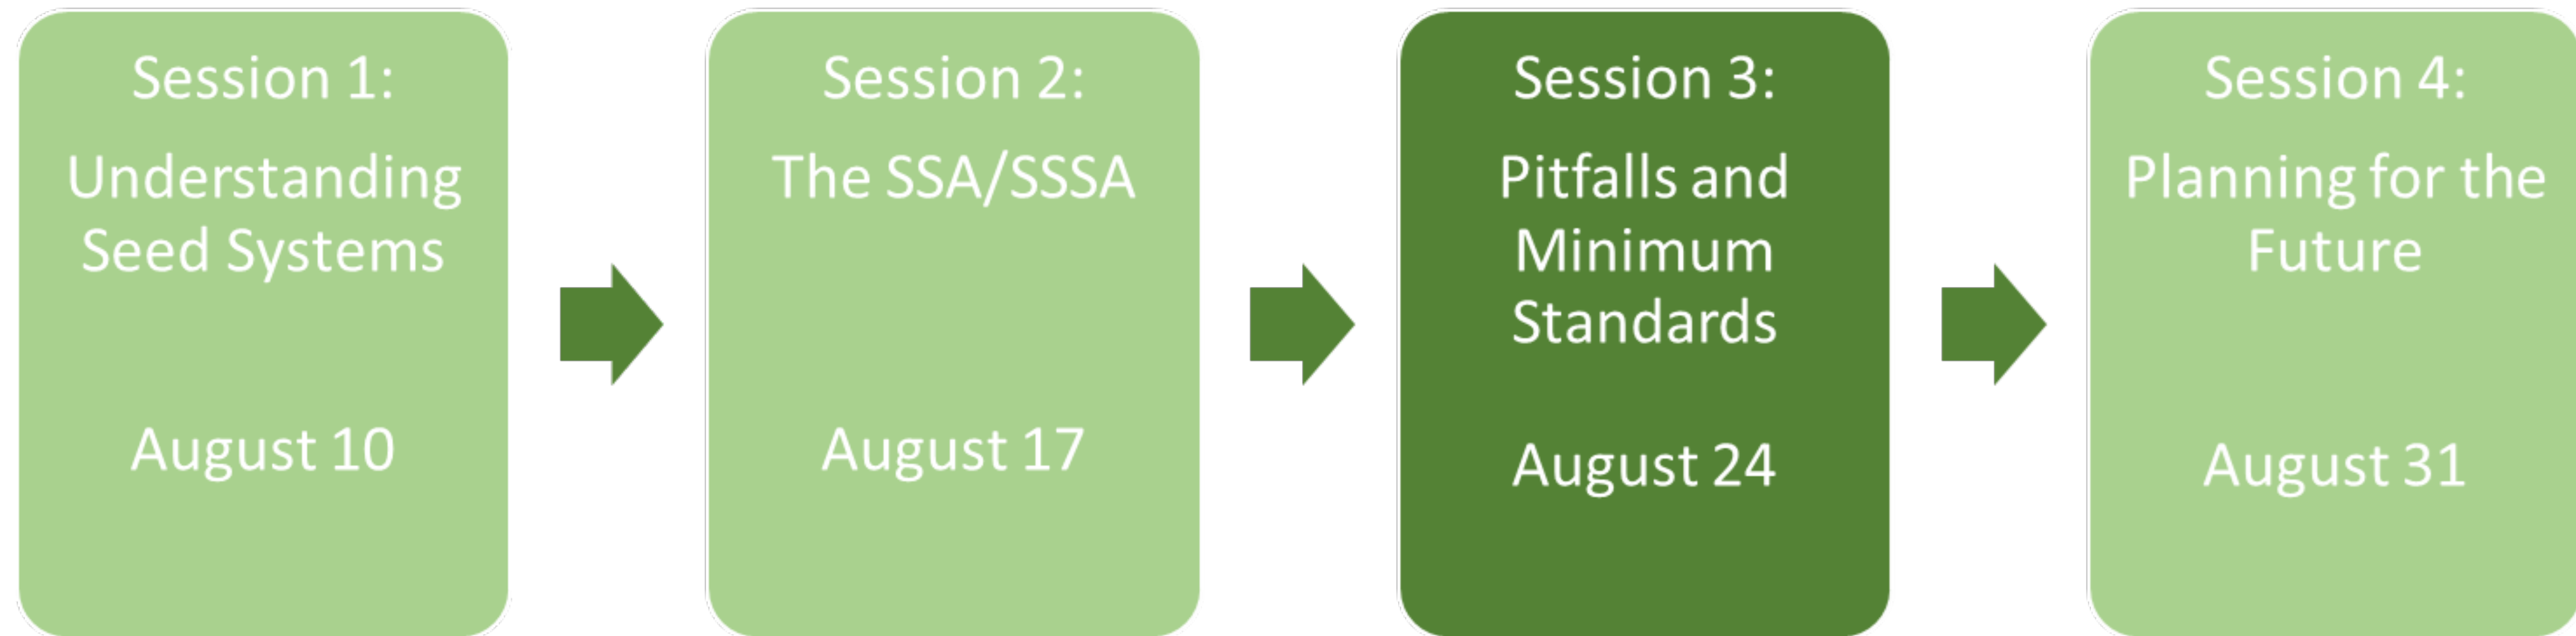 Session 1:
Understanding
Seed Systems
August 10
Session 2:
The SSA/SSSA
August 17
Session 3:
Pitfalls and
Minimum
Standards
August 24
Session 4:
Planning for the
Future
August 31